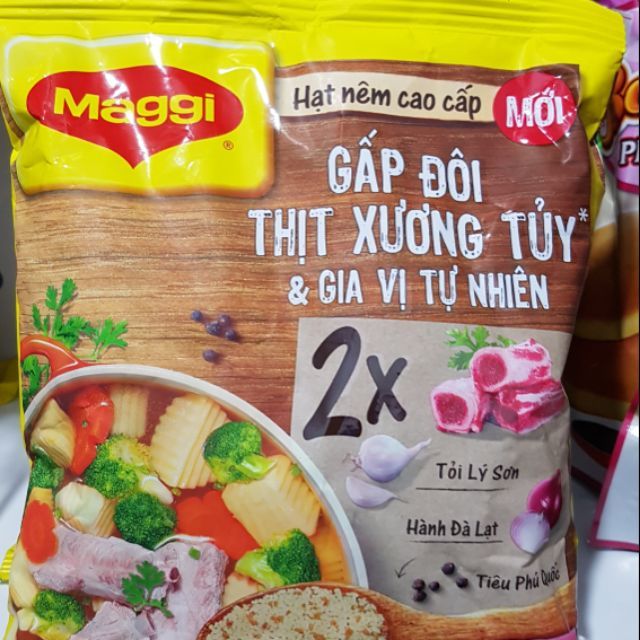 Maggi
®
Hạt nêm cao cấp
MỚI
GẤP ĐÔI
THỊT XƯƠNG TỦY*
& GIA VỊ TỰ NHIÊN
2x
Tỏi Lý Sơn
Hành Đà Lạt
Tiêu Phú Quốc